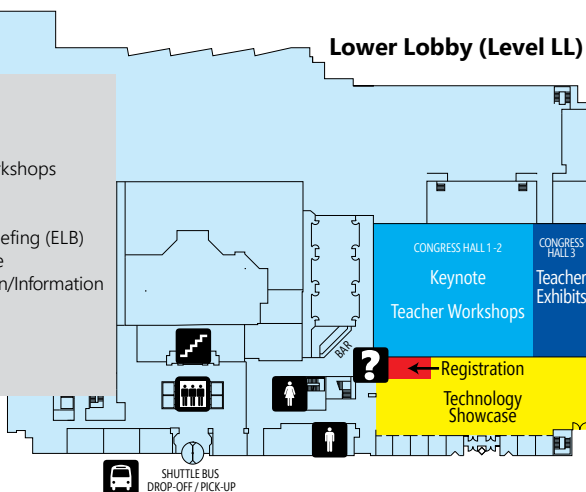 Lower Lobby (Level LL)
rkshops
efing (ELB)
e
n/Information
CONGRESS HALL 1-2
Keynote
Teacher Workshops
CONGRESS
HALL 3
Teacher
Exhibits
BAR
?
Registration
Technology
Showcase
SHUTTLE BUS
DROP-OFF / PICK-UP